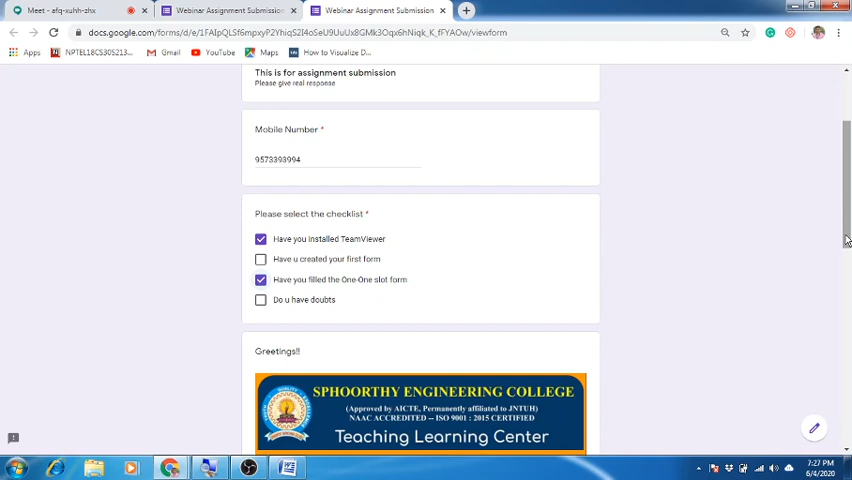 Meet - afq-xuhh-zhx
Webinar Assignment Submission
Webinar Assignment Submission
docs.google.com/forms/d/e/1FAIpQLSf6mpxyP2YhiqS2I4oSeU9UuUx8GMk3Oqx6hNiqk_K_fFYAOw/viewform
Apps
NPTEL18CS30S218...
Gmail
YouTube
Maps
How to Visualize D...
This is for assignment submission
Please give real response
Mobile Number *
9573393994
Please select the checklist *
Have you installed TeamViewer
Have u created your first form
Have you filled the One-One slot form
Do u have doubts
Greetings!!
SPHOORTHY ENGINEERING COLLEGE
(Approved by AICTE, Permanently affiliated to JNTUH)
NAAC ACCREDITED -- ISO 9001 : 2015 CERTIFIED
Teaching Learning Center
7:27 PM
6/4/2020